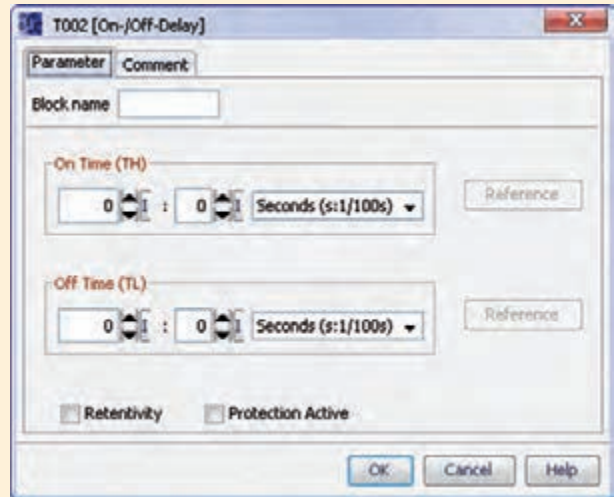 T002 [On-/Off-Delay]
Parameter Comment
Block name
On Time (TH)
0 : 0 Seconds (s:1/100s)
Reference
Off Time (TL)
0 : 0 Seconds (s:1/100s)
Reference
Retentivity Protection Active
OK Cancel Help